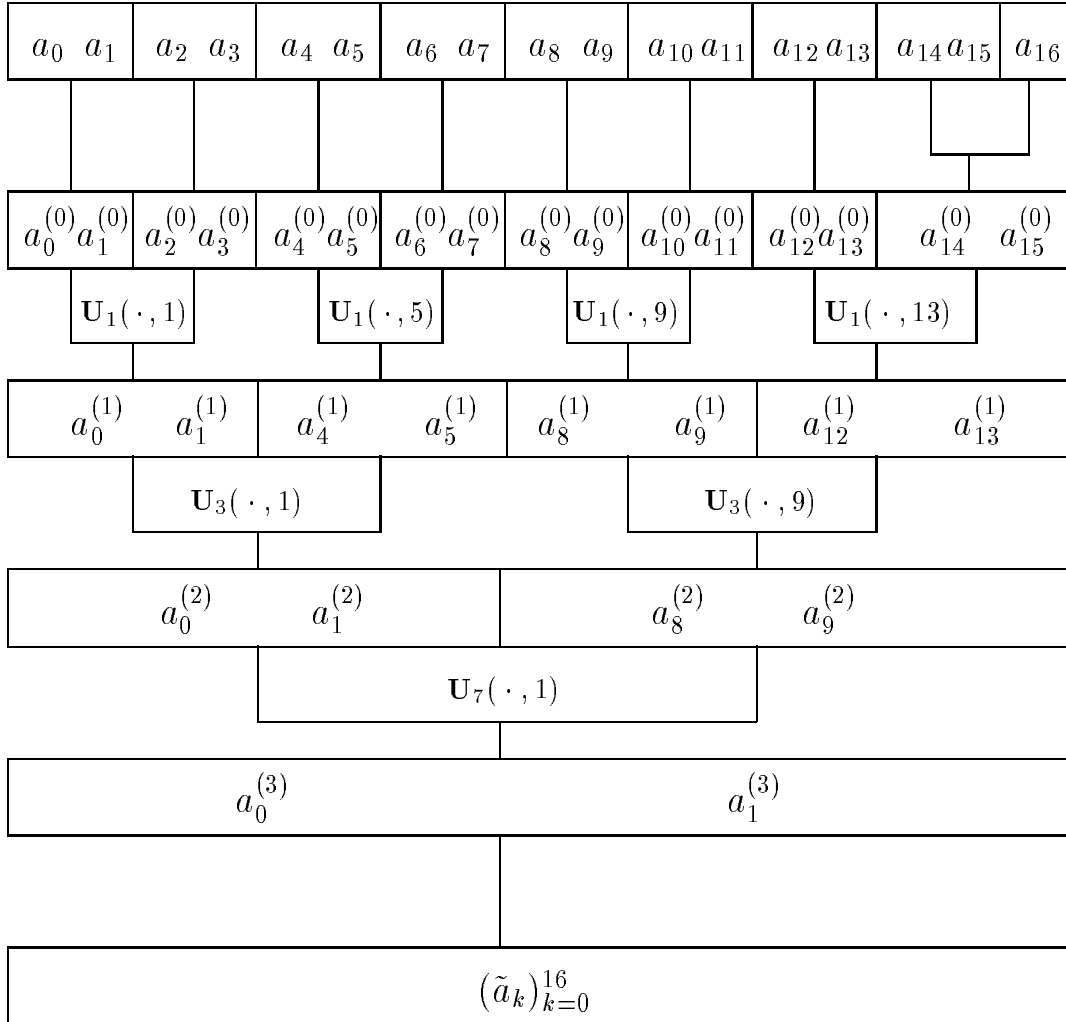 a_0 a_1 a_2 a_3 a_4 a_5 a_6 a_7 a_8 a_9 a_{10} a_{11} a_{12} a_{13} a_{14} a_{15} a_{16}
a_0^{(0)} a_1^{(0)} a_2^{(0)} a_3^{(0)} a_4^{(0)} a_5^{(0)} a_6^{(0)} a_7^{(0)} a_8^{(0)} a_9^{(0)} a_{10}^{(0)} a_{11}^{(0)} a_{12}^{(0)} a_{13}^{(0)} a_{14}^{(0)} a_{15}^{(0)}
U_1( · , 1) U_1( · , 5) U_1( · , 9) U_1( · , 13)
a_0^{(1)} a_1^{(1)} a_4^{(1)} a_5^{(1)} a_8^{(1)} a_9^{(1)} a_{12}^{(1)} a_{13}^{(1)}
U_3( · , 1) U_3( · , 9)
a_0^{(2)} a_1^{(2)} a_8^{(2)} a_9^{(2)}
U_7( · , 1)
a_0^{(3)} a_1^{(3)}
(ã_k)_{k=0}^{16}